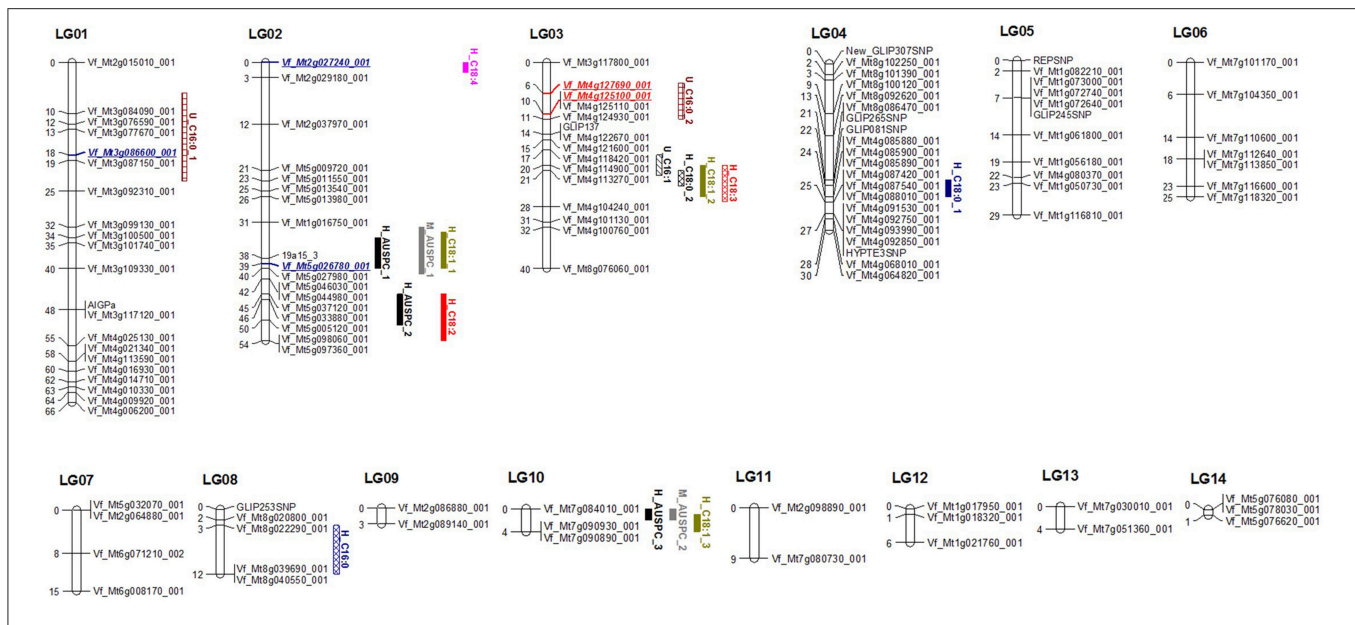 LG01
0 Vf_Mt2g015010_001
10 Vf_Mt3g084090_001
12 Vf_Mt3g076590_001
13 Vf_Mt3g077670_001
18 Vf_Mt3g086600_001
19 Vf_Mt3g087150_001
25 Vf_Mt3g092310_001
32 Vf_Mt3g099130_001
34 Vf_Mt3g100500_001
35 Vf_Mt3g101740_001
40 Vf_Mt3g109330_001
48 AIGPa
Vf_Mt3g117120_001
55 Vf_Mt4g025130_001
58 Vf_Mt4g021340_001
Vf_Mt4g113590_001
60 Vf_Mt4g016930_001
62 Vf_Mt4g014710_001
63 Vf_Mt4g010330_001
64 Vf_Mt4g009920_001
66 Vf_Mt4g006200_001
U_C16:0_1
LG02
0 Vf_Mt2g027240_001
3 Vf_Mt2g029180_001
12 Vf_Mt2g037970_001
21 Vf_Mt5g009720_001
23 Vf_Mt5g011550_001
25 Vf_Mt5g013540_001
26 Vf_Mt5g013980_001
31 Vf_Mt1g016750_001
38 19a15_3
39 Vf_Mt5g026780_001
40 Vf_Mt5g027980_001
42 Vf_Mt5g046030_001
Vf_Mt5g044980_001
45 Vf_Mt5g037120_001
46 Vf_Mt5g033880_001
50 Vf_Mt5g005120_001
54 Vf_Mt5g098060_001
Vf_Mt5g097360_001
H_C18:4
H_AUSPC_1
M_AUSPC_1
H_C18:1_1
H_AUSPC_2
H_C18:2
LG03
0 Vf_Mt3g117800_001
6 Vf_Mt4g127690_001
10 Vf_Mt4g125100_001
Vf_Mt4g125110_001
11 Vf_Mt4g124930_001
14 GLIP137
Vf_Mt4g122670_001
15 Vf_Mt4g121600_001
17 Vf_Mt4g118420_001
20 Vf_Mt4g114900_001
21 Vf_Mt4g113270_001
28 Vf_Mt4g104240_001
31 Vf_Mt4g101130_001
32 Vf_Mt4g100760_001
40 Vf_Mt8g076060_001
U_C16:0_2
U_C16:1
H_C18:0_2
H_C18:1_2
H_C18:3
LG04
0 New_GLIP307SNP
2 Vf_Mt8g102250_001
3 Vf_Mt8g101390_001
9 Vf_Mt8g100120_001
13 Vf_Mt8g092620_001
21 Vf_Mt8g086470_001
GLIP265SNP
22 GLIP081SNP
Vf_Mt4g085880_001
Vf_Mt4g085900_001
Vf_Mt4g085890_001
Vf_Mt4g087420_001
25 Vf_Mt4g087540_001
Vf_Mt4g088010_001
Vf_Mt4g091530_001
Vf_Mt4g092750_001
27 Vf_Mt4g093990_001
Vf_Mt4g092850_001
HYPTE3SNP
28 Vf_Mt4g068010_001
30 Vf_Mt4g064820_001
H_C18:0_1
LG05
0 REPSNP
2 Vf_Mt1g082210_001
Vf_Mt1g073000_001
7 Vf_Mt1g072740_001
Vf_Mt1g072640_001
GLIP245SNP
14 Vf_Mt1g061800_001
19 Vf_Mt1g056180_001
22 Vf_Mt4g080370_001
23 Vf_Mt1g050730_001
29 Vf_Mt1g116810_001
LG06
0 Vf_Mt7g101170_001
6 Vf_Mt7g104350_001
14 Vf_Mt7g110600_001
18 Vf_Mt7g112640_001
Vf_Mt7g113850_001
23 Vf_Mt7g116600_001
25 Vf_Mt7g118320_001
LG07
0 Vf_Mt5g032070_001
Vf_Mt2g064880_001
8 Vf_Mt6g071210_002
15 Vf_Mt6g008170_001
LG08
0 GLIP253SNP
2 Vf_Mt8g020800_001
3 Vf_Mt8g022290_001
12 Vf_Mt8g039690_001
Vf_Mt8g040550_001
H_C16:0
LG09
0 Vf_Mt2g086880_001
3 Vf_Mt2g089140_001
LG10
0 Vf_Mt7g084010_001
4 Vf_Mt7g090930_001
Vf_Mt7g090890_001
H_AUSPC_3
M_AUSPC_2
H_C18:1_3
LG11
0 Vf_Mt2g098890_001
9 Vf_Mt7g080730_001
LG12
0 Vf_Mt1g017950_001
1 Vf_Mt1g018320_001
6 Vf_Mt1g021760_001
LG13
0 Vf_Mt7g030010_001
4 Vf_Mt7g051360_001
LG14
0 Vf_Mt5g076080_001
Vf_Mt5g078030_001
1 Vf_Mt5g076620_001